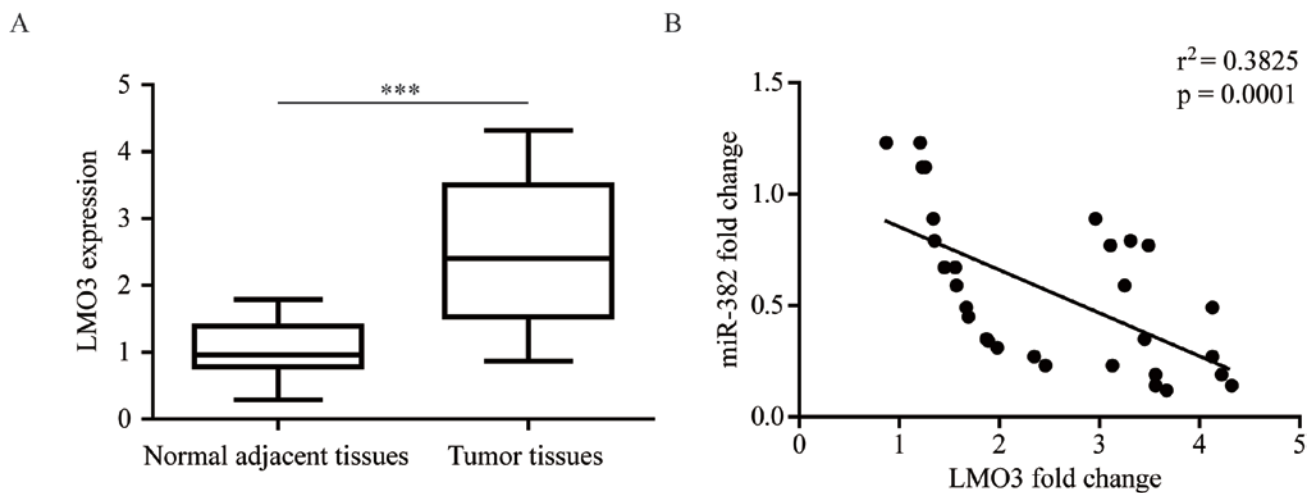 A
LMO3 expression
5
4
3
2
1
0
***
Normal adjacent tissues
Tumor tissues
B
r² = 0.3825
p = 0.0001
miR-382 fold change
1.5
1.0
0.5
0.0
0
1
2
3
4
5
LMO3 fold change